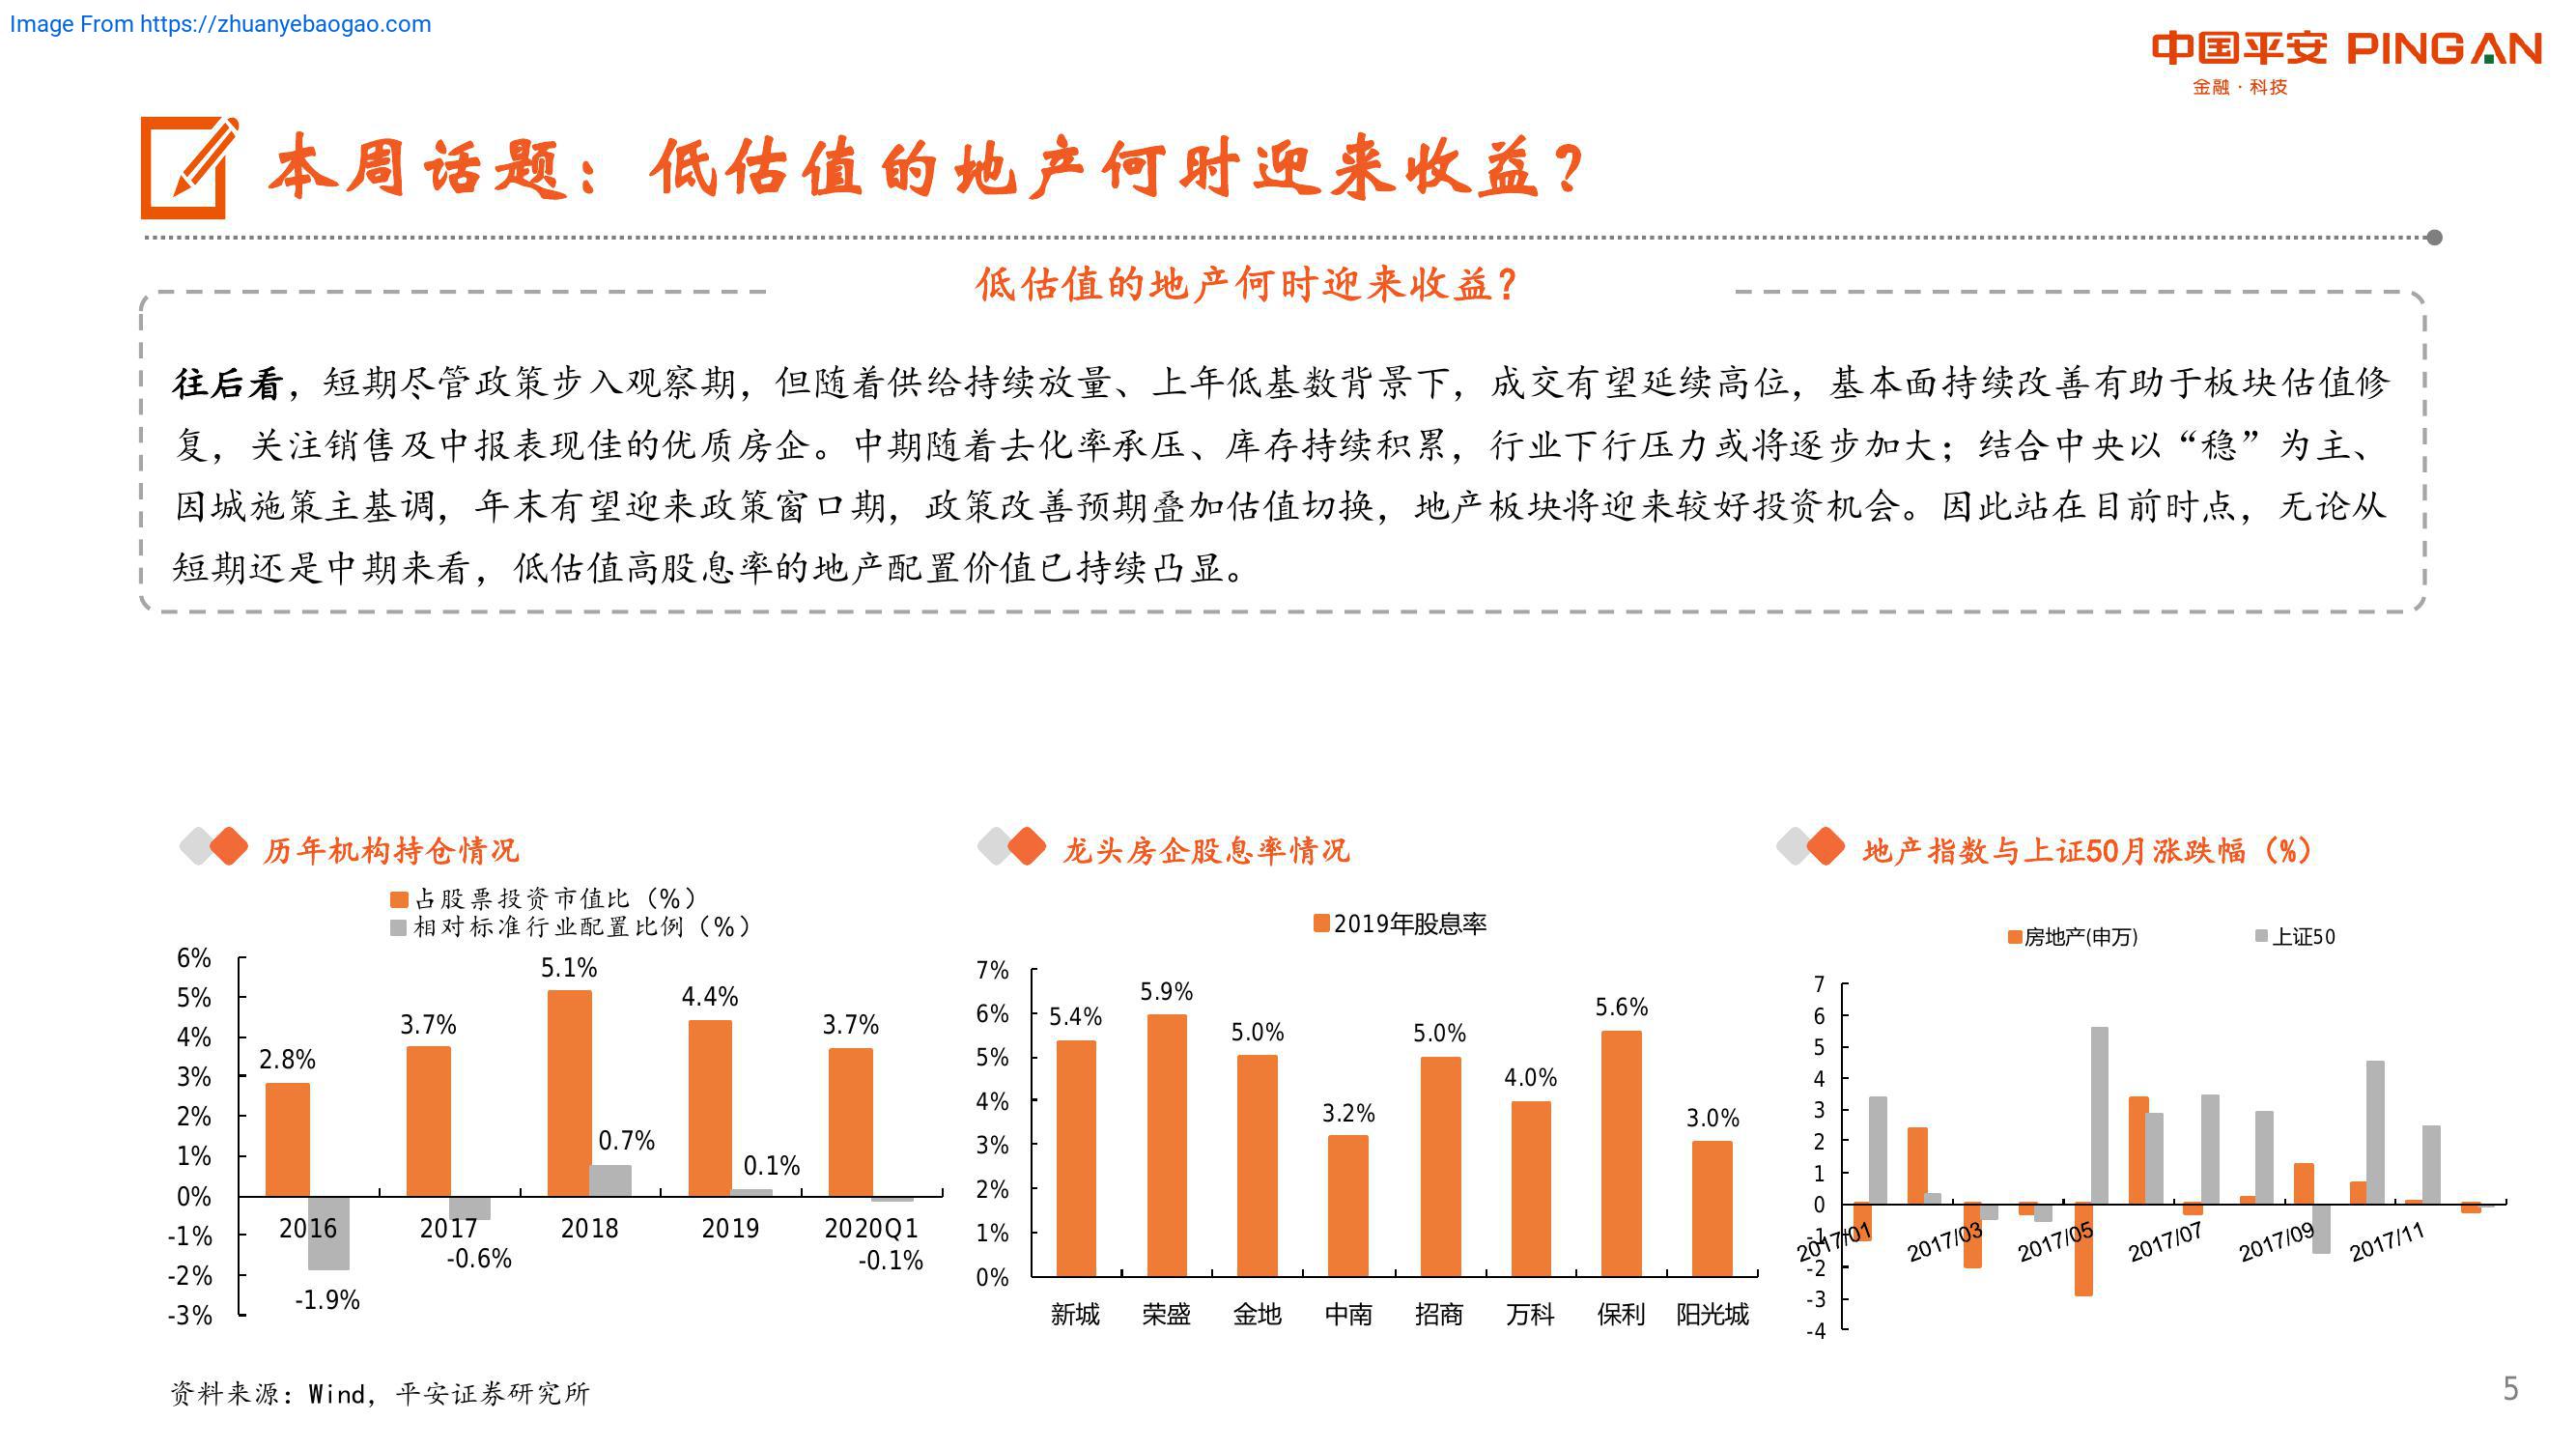 Image From https://zhuanyebaogao.com
中国平安 PINGAN
金融·科技
本周话题：低估值的地产何时迎来收益？
低估值的地产何时迎来收益？
往后看，短期尽管政策步入观察期，但随着供给持续放量、上年低基数背景下，成交有望延续高位，基本面持续改善有助于板块估值修
复，关注销售及中报表现佳的优质房企。中期随着去化率承压、库存持续积累，行业下行压力或将逐步加大；结合中央以“稳”为主、
因城施策主基调，年末有望迎来政策窗口期，政策改善预期叠加估值切换，地产板块将迎来较好投资机会。因此站在目前时点，无论从
短期还是中期来看，低估值高股息率的地产配置价值已持续凸显。
历年机构持仓情况
占股票投资市值比（%）
相对标准行业配置比例（%）
6%
5%
4%
3%
2%
1%
0%
-1%
-2%
-3%
2.8%
3.7%
5.1%
4.4%
3.7%
0.7%
0.1%
2016
2017
2018
2019
2020Q1
-1.9%
-0.6%
-0.1%
龙头房企股息率情况
2019年股息率
7%
6%
5%
4%
3%
2%
1%
0%
5.4%
5.9%
5.0%
3.2%
5.0%
4.0%
5.6%
3.0%
新城
荣盛
金地
中南
招商
万科
保利
阳光城
地产指数与上证50月涨跌幅（%）
房地产(申万)
上证50
7
6
5
4
3
2
1
0
-1
-2
-3
-4
2017/01
2017/03
2017/05
2017/07
2017/09
2017/11
资料来源：Wind，平安证券研究所
5